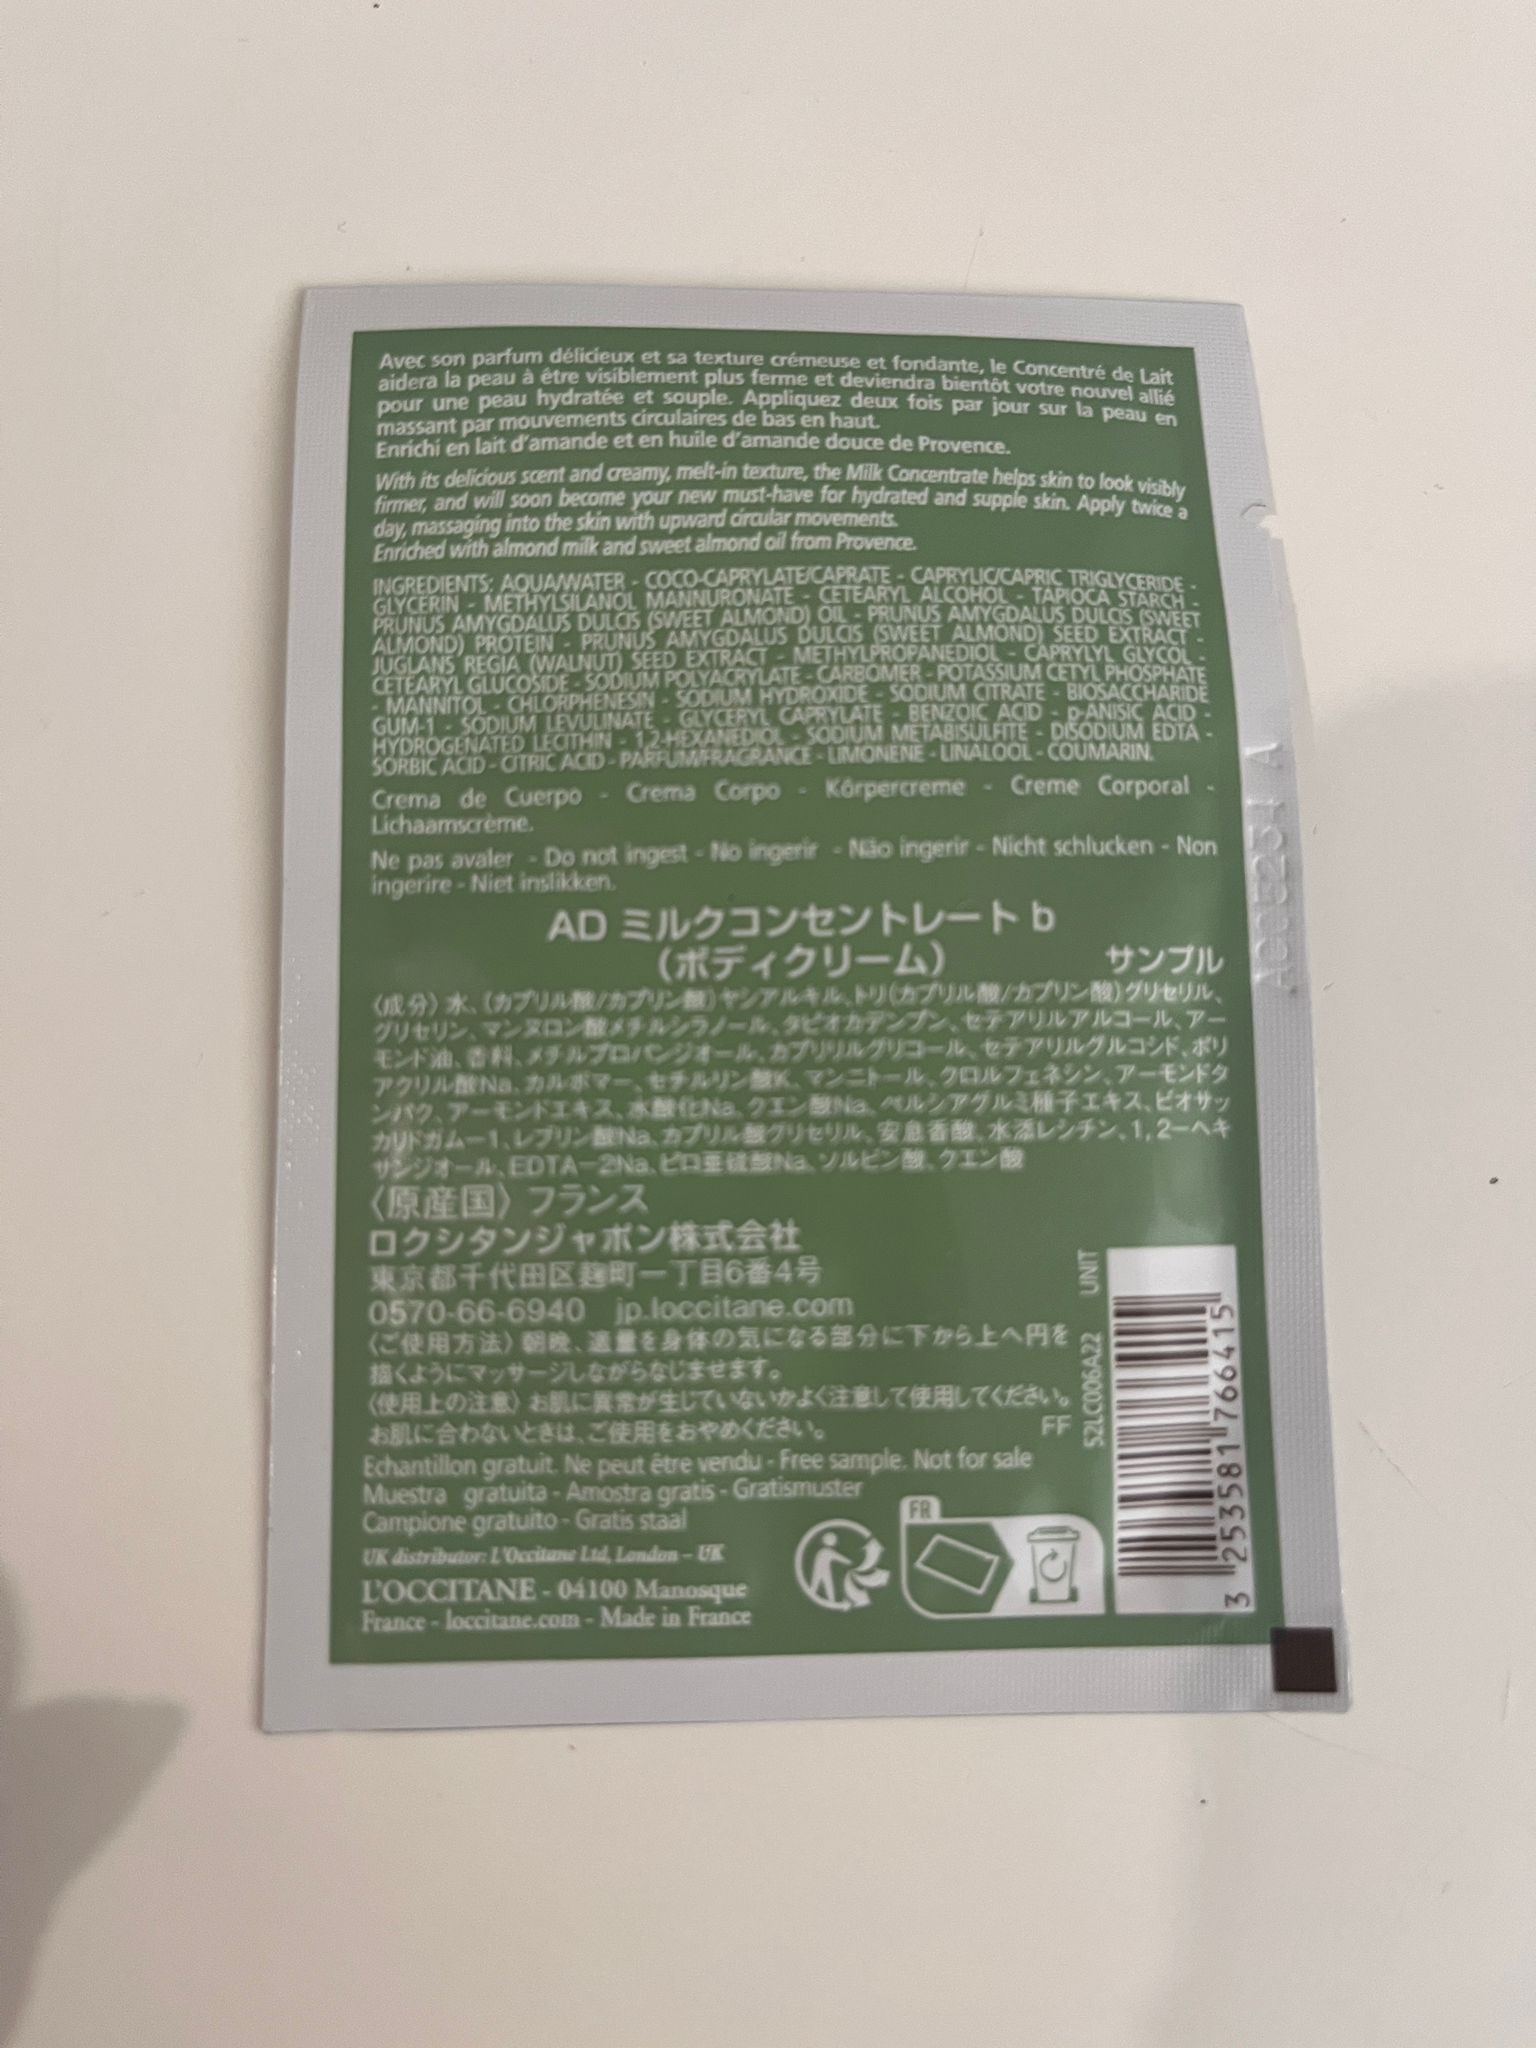 Avec son parfum délicieux et sa texture crémeuse et fondante, le Concentré de Lait
aidera la peau à être visiblement plus ferme et deviendra bientôt votre nouvel allié
pour une peau hydratée et souple. Appliquez deux fois par jour sur la peau en
massant par mouvements circulaires de bas en haut.
Enrichi en lait d'amande et en huile d'amande douce de Provence.
With its delicious scent and creamy, melt-in texture, the Milk Concentrate helps skin to look visibly
firmer, and will soon become your new must-have for hydrated and supple skin. Apply twice a
day, massaging into the skin with upward circular movements.
Enriched with almond milk and sweet almond oil from Provence.
INGREDIENTS: AQUA/WATER - COCO-CAPRYLATE/CAPRATE - CAPRYLIC/CAPRIC TRIGLYCERIDE -
GLYCERIN - METHYLSILANOL MANNURONATE - CETEARYL ALCOHOL - TAPIOCA STARCH -
PRUNUS AMYGDALUS DULCIS (SWEET ALMOND) OIL - PRUNUS AMYGDALUS DULCIS (SWEET
ALMOND) PROTEIN - PRUNUS AMYGDALUS DULCIS (SWEET ALMOND) SEED EXTRACT -
JUGLANS REGIA (WALNUT) SEED EXTRACT - METHYLPROPANEDIOL - CAPRYLYL GLYCOL -
CETEARYL GLUCOSIDE - SODIUM POLYACRYLATE - CARBOMER - POTASSIUM CETYL PHOSPHATE
- MANNITOL - CHLORPHENESIN - SODIUM HYDROXIDE - SODIUM CITRATE - BIOSACCHARIDE
GUM-1 - SODIUM LEVULINATE - GLYCERYL CAPRYLATE - BENZOIC ACID - p-ANISIC ACID -
HYDROGENATED LECITHIN - 1,2-HEXANEDIOL - SODIUM METABISULFITE - DISODIUM EDTA -
SORBIC ACID - CITRIC ACID - PARFUM/FRAGRANCE - LIMONENE - LINALOOL - COUMARIN.
Crema de Cuerpo - Crema Corpo - Körpercreme - Creme Corporal -
Lichaamscrème.
Ne pas avaler - Do not ingest - No ingerir - Não ingerir - Nicht schlucken - Non
ingerire - Niet inslikken.
AD ミルクコンセントレート b
（ボディクリーム） サンプル
〈成分〉水、（カプリル酸/カプリン酸）ヤシアルキル、トリ（カプリル酸/カプリン酸）グリセリル、
グリセリン、マンヌロン酸メチルシラノール、タピオカデンプン、セテアリルアルコール、アー
モンド油、香料、メチルプロパンジオール、カプリリルグリコール、セテアリルグルコシド、ポリ
アクリル酸Na、カルボマー、セチルリン酸K、マンニトール、クロルフェネシン、アーモンドタ
ンパク、アーモンドエキス、水酸化Na、クエン酸Na、ペルシアグルミ種子エキス、ビオサッ
カリドガムー1、レブリン酸Na、カプリル酸グリセリル、安息香酸、水添レシチン、1,2ーヘキ
サンジオール、EDTAー2Na、ピロ亜硫酸Na、ソルビン酸、クエン酸
〈原産国〉フランス
ロクシタンジャポン株式会社
東京都千代田区麹町一丁目6番4号
0570-66-6940 jp.loccitane.com
〈ご使用方法〉朝晩、適量を身体の気になる部分に下から上へ円を
描くようにマッサージしながらなじませます。
〈使用上の注意〉お肌に異常が生じていないかよく注意して使用してください。
お肌に合わないときは、ご使用をおやめください。 FF
Echantillon gratuit. Ne peut être vendu - Free sample. Not for sale
Muestra gratuita - Amostra gratis - Gratismuster
Campione gratuito - Gratis staal
UK distributor: L'Occitane Ltd, London – UK
L'OCCITANE - 04100 Manosque
France - loccitane.com - Made in France
FR
52LC006A22 UNIT
3 253581 766415